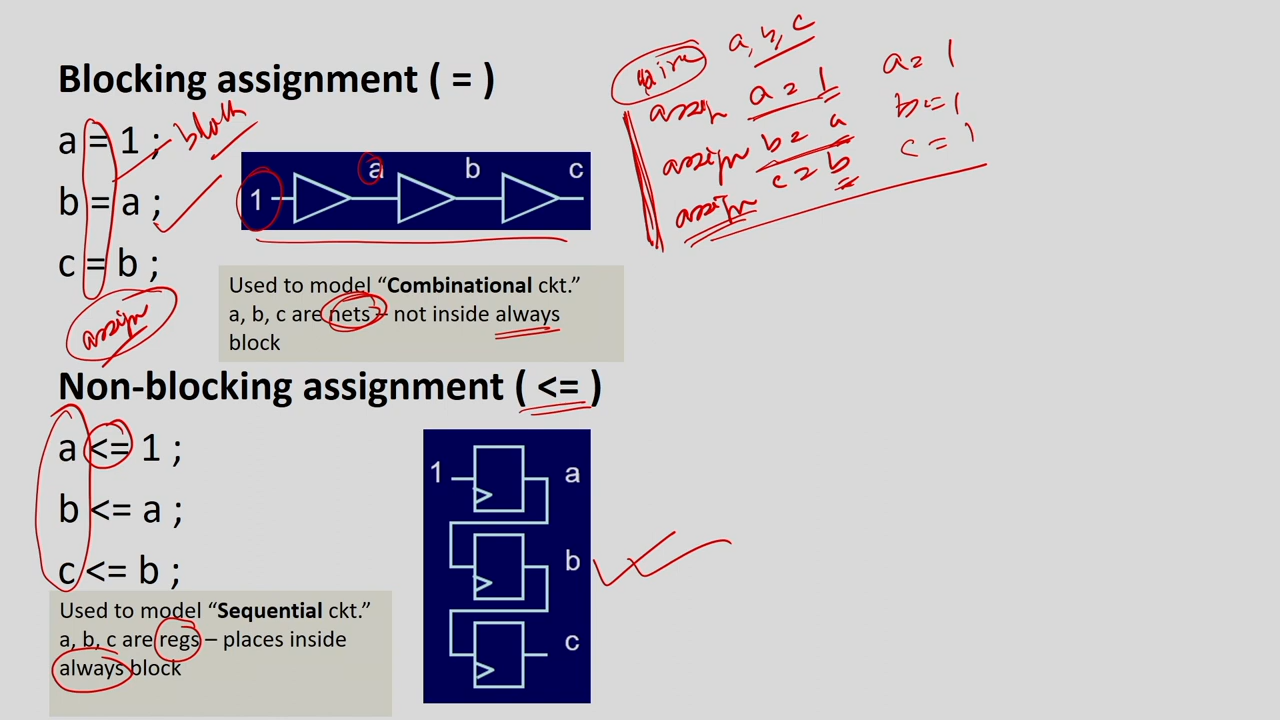 Blocking assignment ( = )
a = 1 ;
block
b = a ;
c = b ;
assign
1 a b c
Used to model “Combinational ckt.”
a, b, c are nets – not inside always
block
wire a, b, c
assign a = 1
assign b = a
assign c = b
a = 1
b = 1
c = 1
Non-blocking assignment ( <= )
a <= 1 ;
b <= a ;
c <= b ;
1 a
b
c
Used to model “Sequential ckt.”
a, b, c are regs – places inside
always block